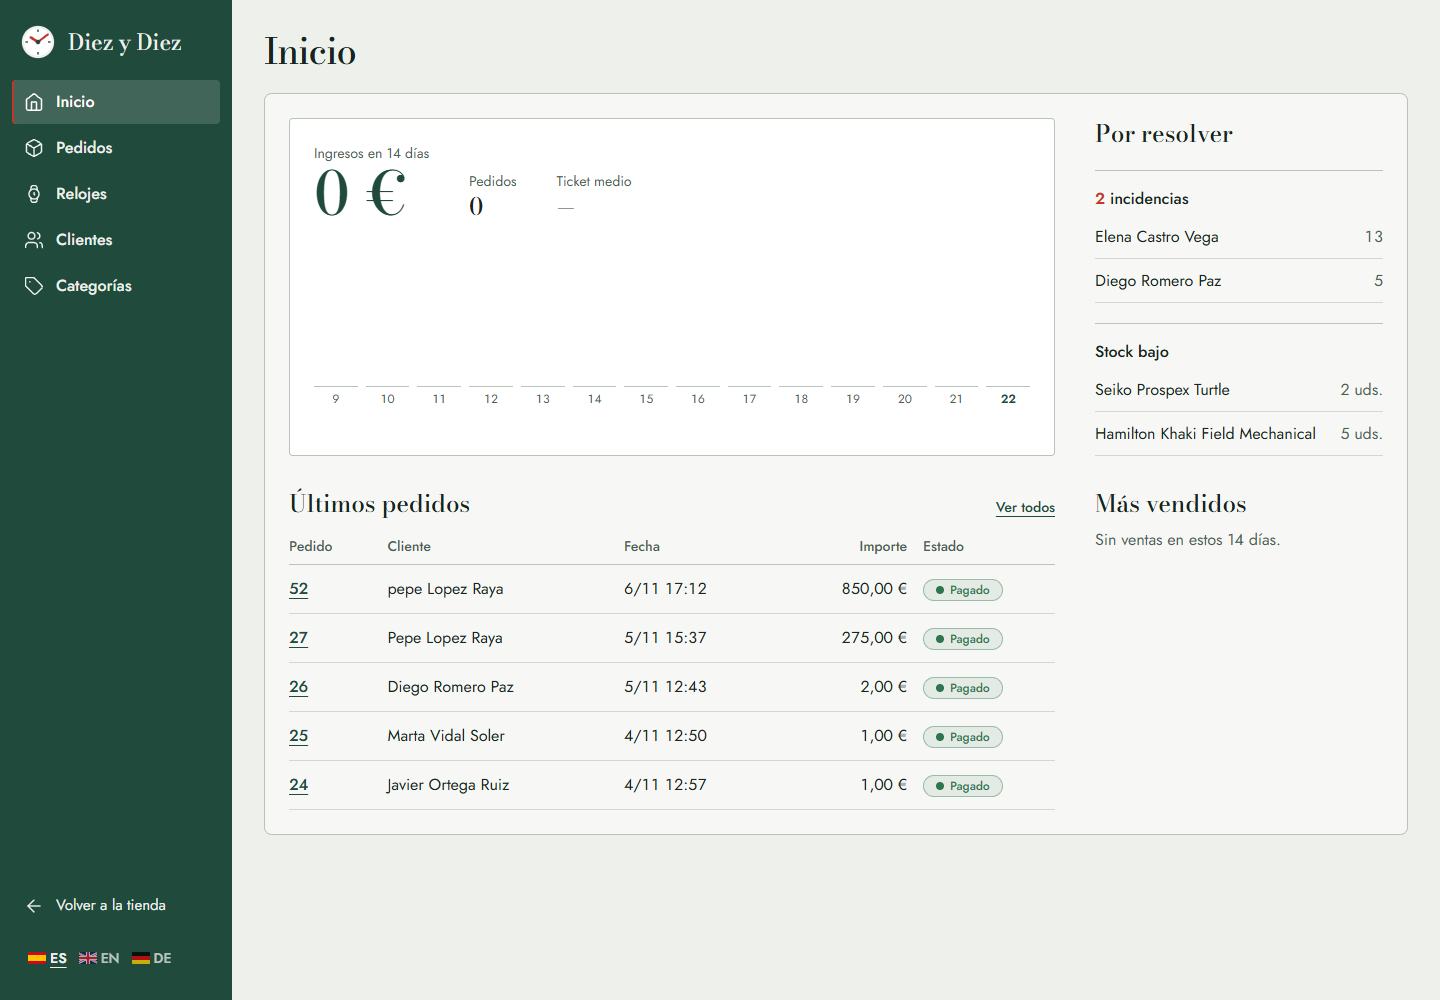 Diez y Diez
Inicio
Pedidos
Relojes
Clientes
Categorías
Volver a la tienda
ES EN DE
Inicio
Ingresos en 14 días
0 €
Pedidos
0
Ticket medio
—
9 10 11 12 13 14 15 16 17 18 19 20 21 22
Por resolver
2 incidencias
Elena Castro Vega 13
Diego Romero Paz 5
Stock bajo
Seiko Prospex Turtle 2 uds.
Hamilton Khaki Field Mechanical 5 uds.
Últimos pedidos
Ver todos
Pedido Cliente Fecha Importe Estado
52 pepe Lopez Raya 6/11 17:12 850,00 € Pagado
27 Pepe Lopez Raya 5/11 15:37 275,00 € Pagado
26 Diego Romero Paz 5/11 12:43 2,00 € Pagado
25 Marta Vidal Soler 4/11 12:50 1,00 € Pagado
24 Javier Ortega Ruiz 4/11 12:57 1,00 € Pagado
Más vendidos
Sin ventas en estos 14 días.